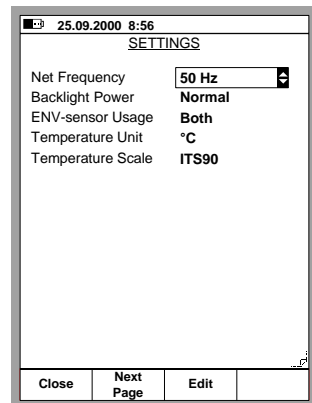 25.09.2000 8:56
SETTINGS
Net Frequency 50 Hz
Backlight Power Normal
ENV-sensor Usage Both
Temperature Unit °C
Temperature Scale ITS90
Close Next Page Edit